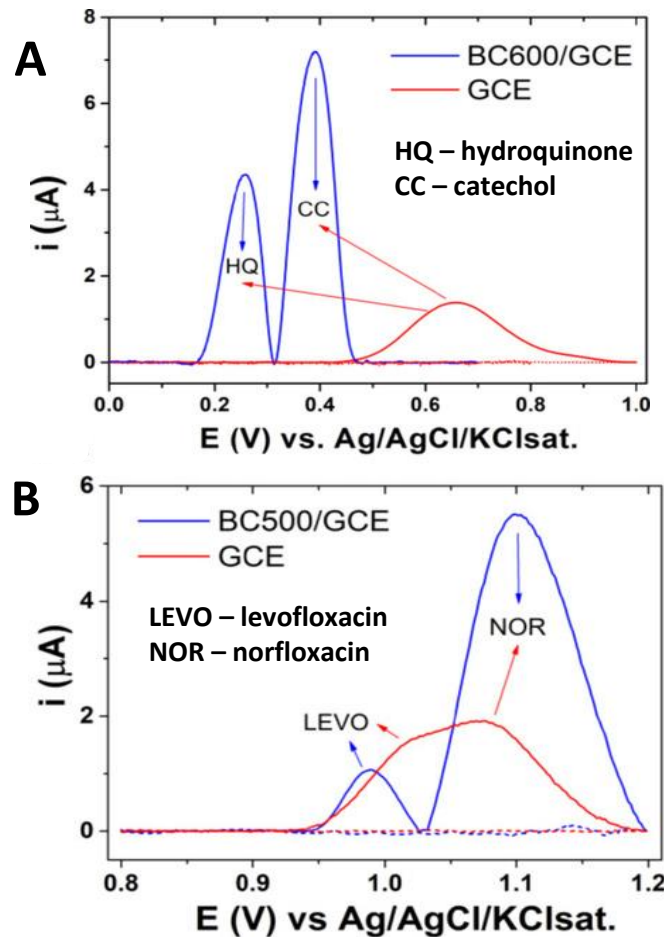 A
8
6
4
2
0
i (μA)
BC600/GCE
GCE
HQ – hydroquinone
CC – catechol
CC
HQ
0.0 0.2 0.4 0.6 0.8 1.0
E (V) vs. Ag/AgCl/KClsat.
B
6
4
2
0
i (μA)
BC500/GCE
GCE
LEVO – levofloxacin
NOR – norfloxacin
NOR
LEVO
0.8 0.9 1.0 1.1 1.2
E (V) vs Ag/AgCl/KClsat.